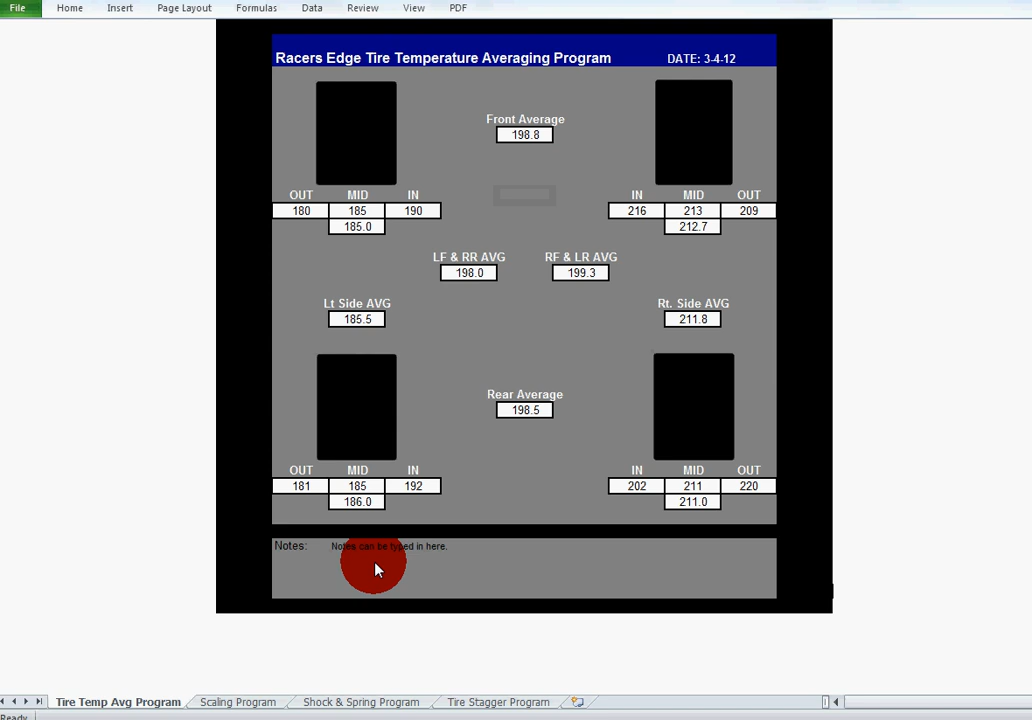 File Home Insert Page Layout Formulas Data Review View PDF
Racers Edge Tire Temperature Averaging Program DATE: 3-4-12
Front Average
198.8
OUT MID IN IN MID OUT
180 185 190 216 213 209
185.0 212.7
LF & RR AVG RF & LR AVG
198.0 199.3
Lt Side AVG Rt. Side AVG
185.5 211.8
Rear Average
198.5
OUT MID IN IN MID OUT
181 185 192 202 211 220
186.0 211.0
Notes: Notes can be typed in here.
Tire Temp Avg Program Scaling Program Shock & Spring Program Tire Stagger Program
Ready